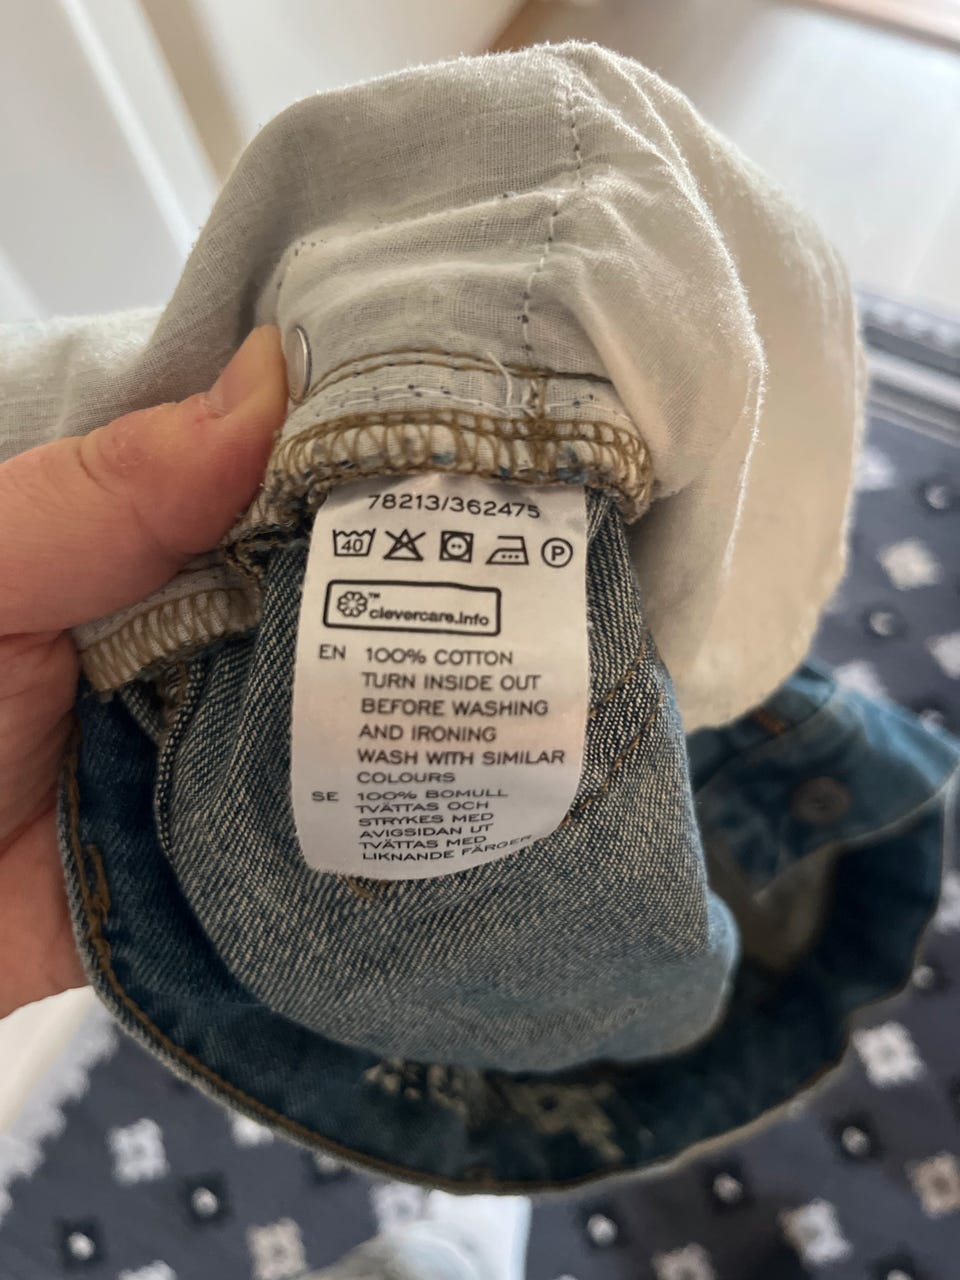 78213/362475
40 P
™ clevercare.info
EN 100% COTTON
TURN INSIDE OUT
BEFORE WASHING
AND IRONING
WASH WITH SIMILAR
COLOURS
SE 100% BOMULL
TVÄTTAS OCH
STRYKES MED
AVIGSIDAN UT
TVÄTTAS MED
LIKNANDE FÄRGER